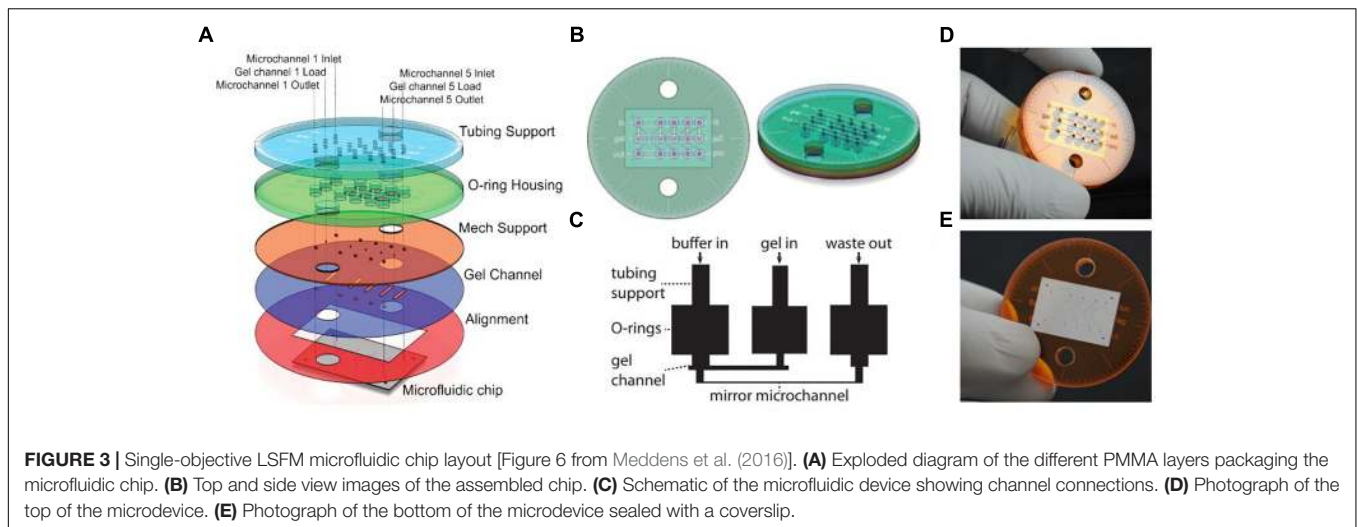 A
Microchannel 1 Inlet
Gel channel 1 Load
Microchannel 1 Outlet
Microchannel 5 Inlet
Gel channel 5 Load
Microchannel 5 Outlet
Tubing Support
O-ring Housing
Mech Support
Gel Channel
Alignment
Microfluidic chip
B
C
buffer in
gel in
waste out
tubing
support
O-rings
gel
channel
mirror microchannel
D
E
FIGURE 3 | Single-objective LSFM microfluidic chip layout [Figure 6 from Meddens et al. (2016)]. (A) Exploded diagram of the different PMMA layers packaging the
microfluidic chip. (B) Top and side view images of the assembled chip. (C) Schematic of the microfluidic device showing channel connections. (D) Photograph of the
top of the microdevice. (E) Photograph of the bottom of the microdevice sealed with a coverslip.